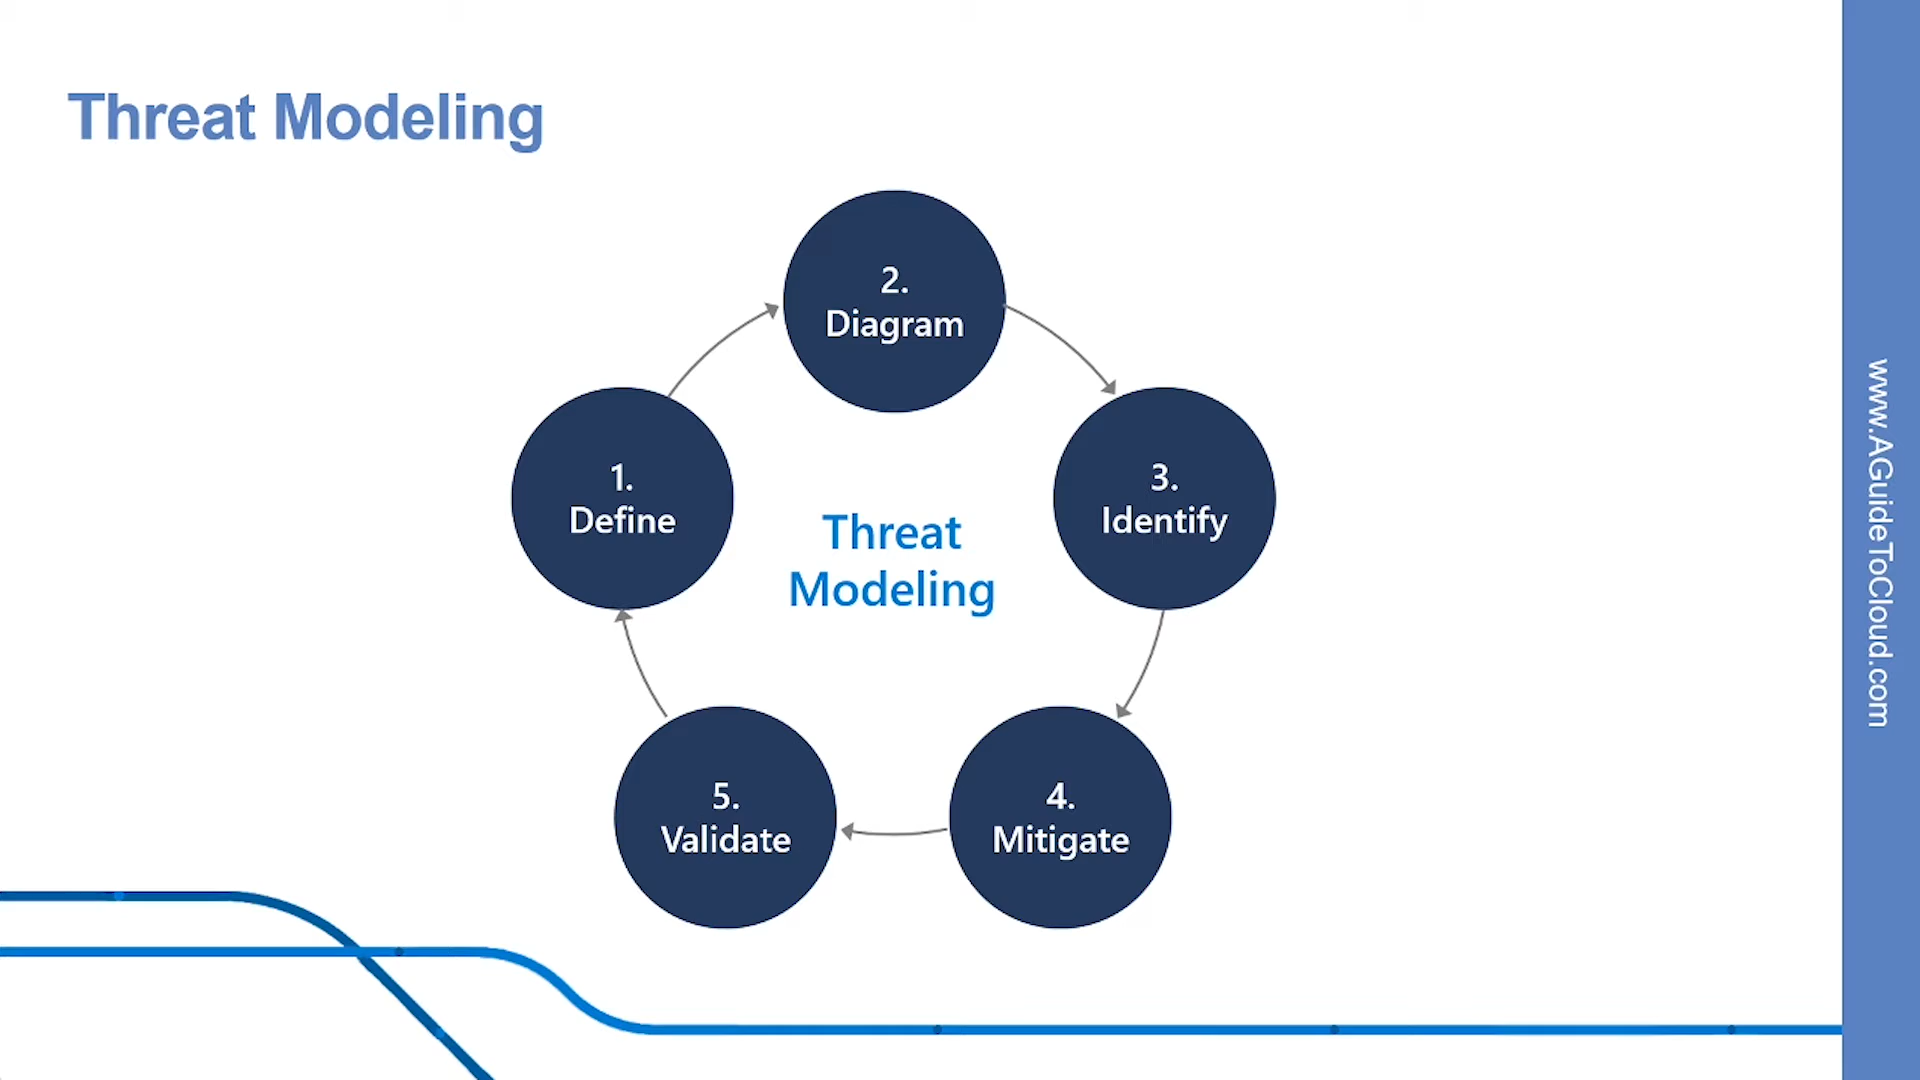 Threat Modeling
1.
Define
2.
Diagram
3.
Identify
4.
Mitigate
5.
Validate
Threat
Modeling
www.AGuideToCloud.com